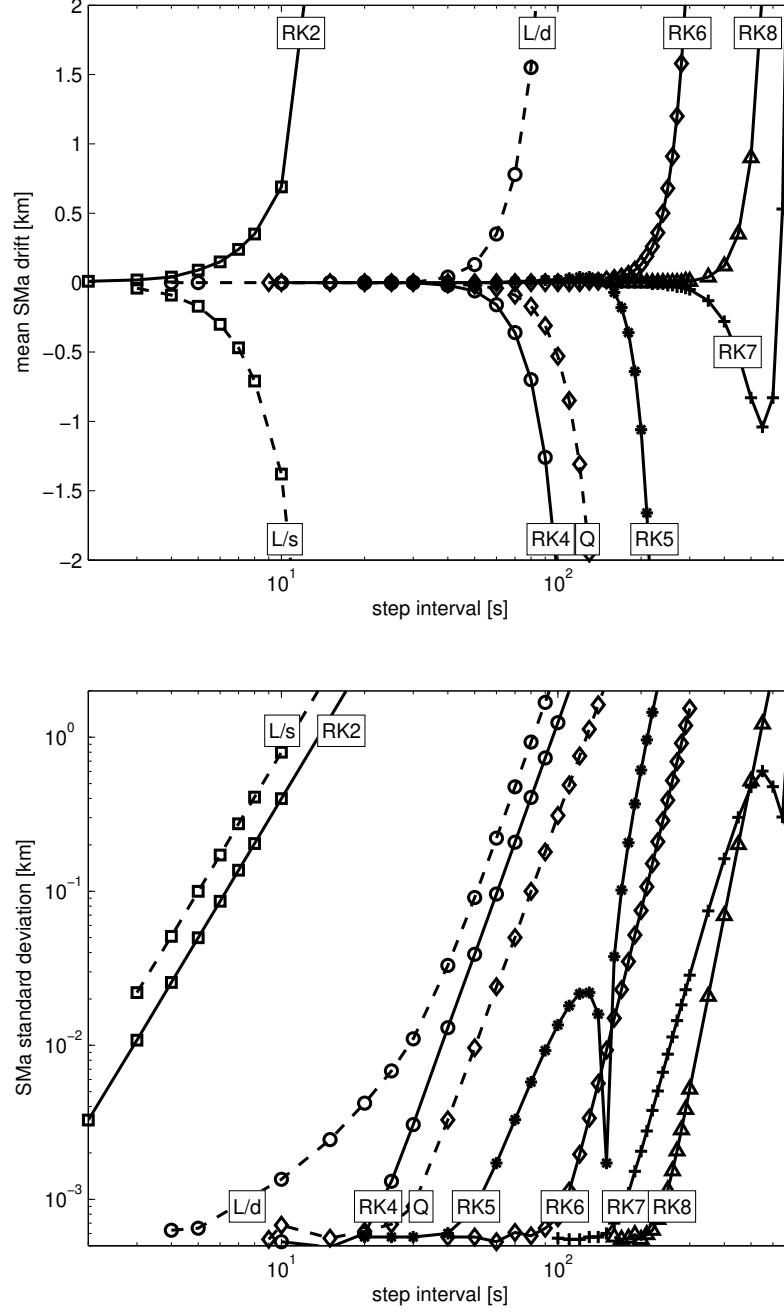 2
1.5
1
0.5
0
−0.5
−1
−1.5
−2
mean SMa drift [km]
RK2
L/d
RK6
RK8
RK7
L/s
RK4
Q
RK5
10^1
10^2
step interval [s]
10^0
10^-1
10^-2
10^-3
SMa standard deviation [km]
L/s
RK2
L/d
RK4
Q
RK5
RK6
RK7
RK8
10^1
10^2
step interval [s]